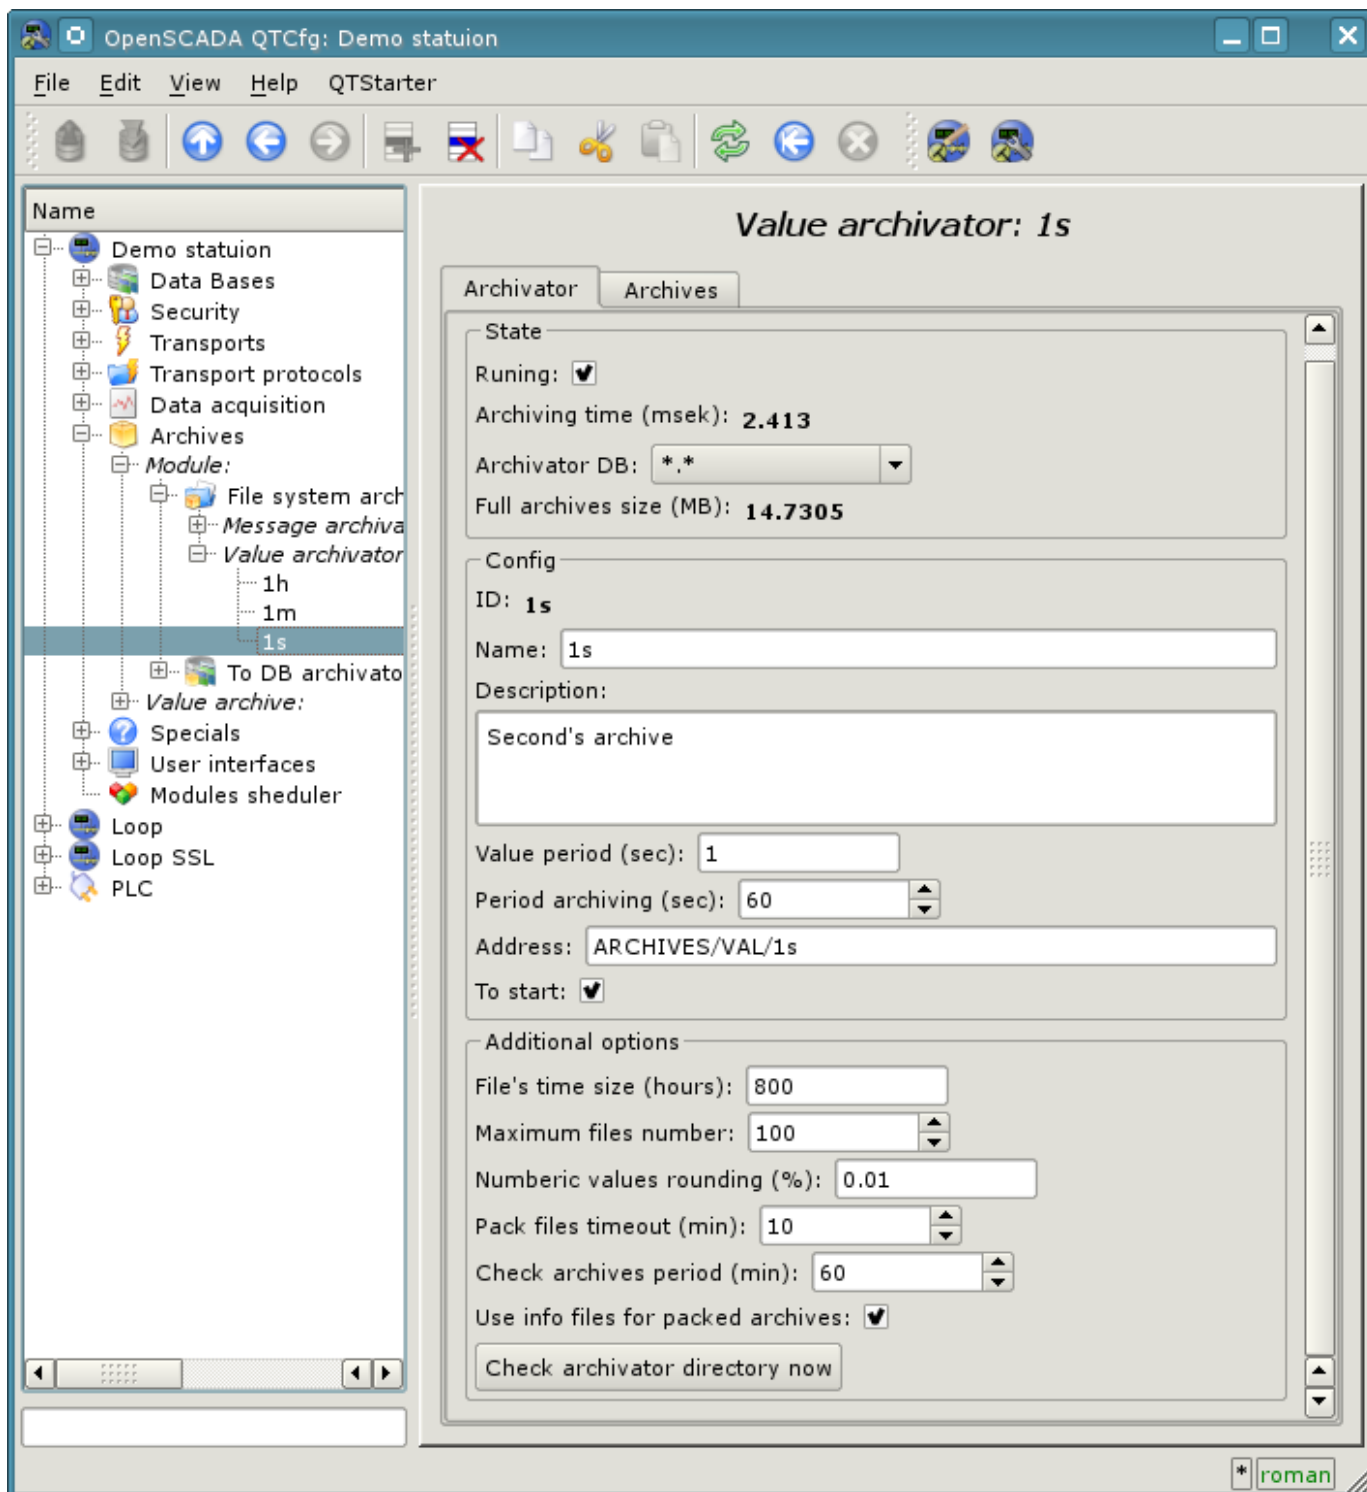 OpenSCADA QTCfg: Demo statuion
File Edit View Help QTStarter
Name
Demo statuion
Data Bases
Security
Transports
Transport protocols
Data acquisition
Archives
Module:
File system arch
Message archiva
Value archivator
1h
1m
1s
To DB archivato
Value archive:
Specials
User interfaces
Modules sheduler
Loop
Loop SSL
PLC
Value archivator: 1s
Archivator Archives
State
Runing:
Archiving time (msek): 2.413
Archivator DB: *.*
Full archives size (MB): 14.7305
Config
ID: 1s
Name: 1s
Description:
Second's archive
Value period (sec): 1
Period archiving (sec): 60
Address: ARCHIVES/VAL/1s
To start:
Additional options
File's time size (hours): 800
Maximum files number: 100
Numberic values rounding (%): 0.01
Pack files timeout (min): 10
Check archives period (min): 60
Use info files for packed archives:
Check archivator directory now
* roman